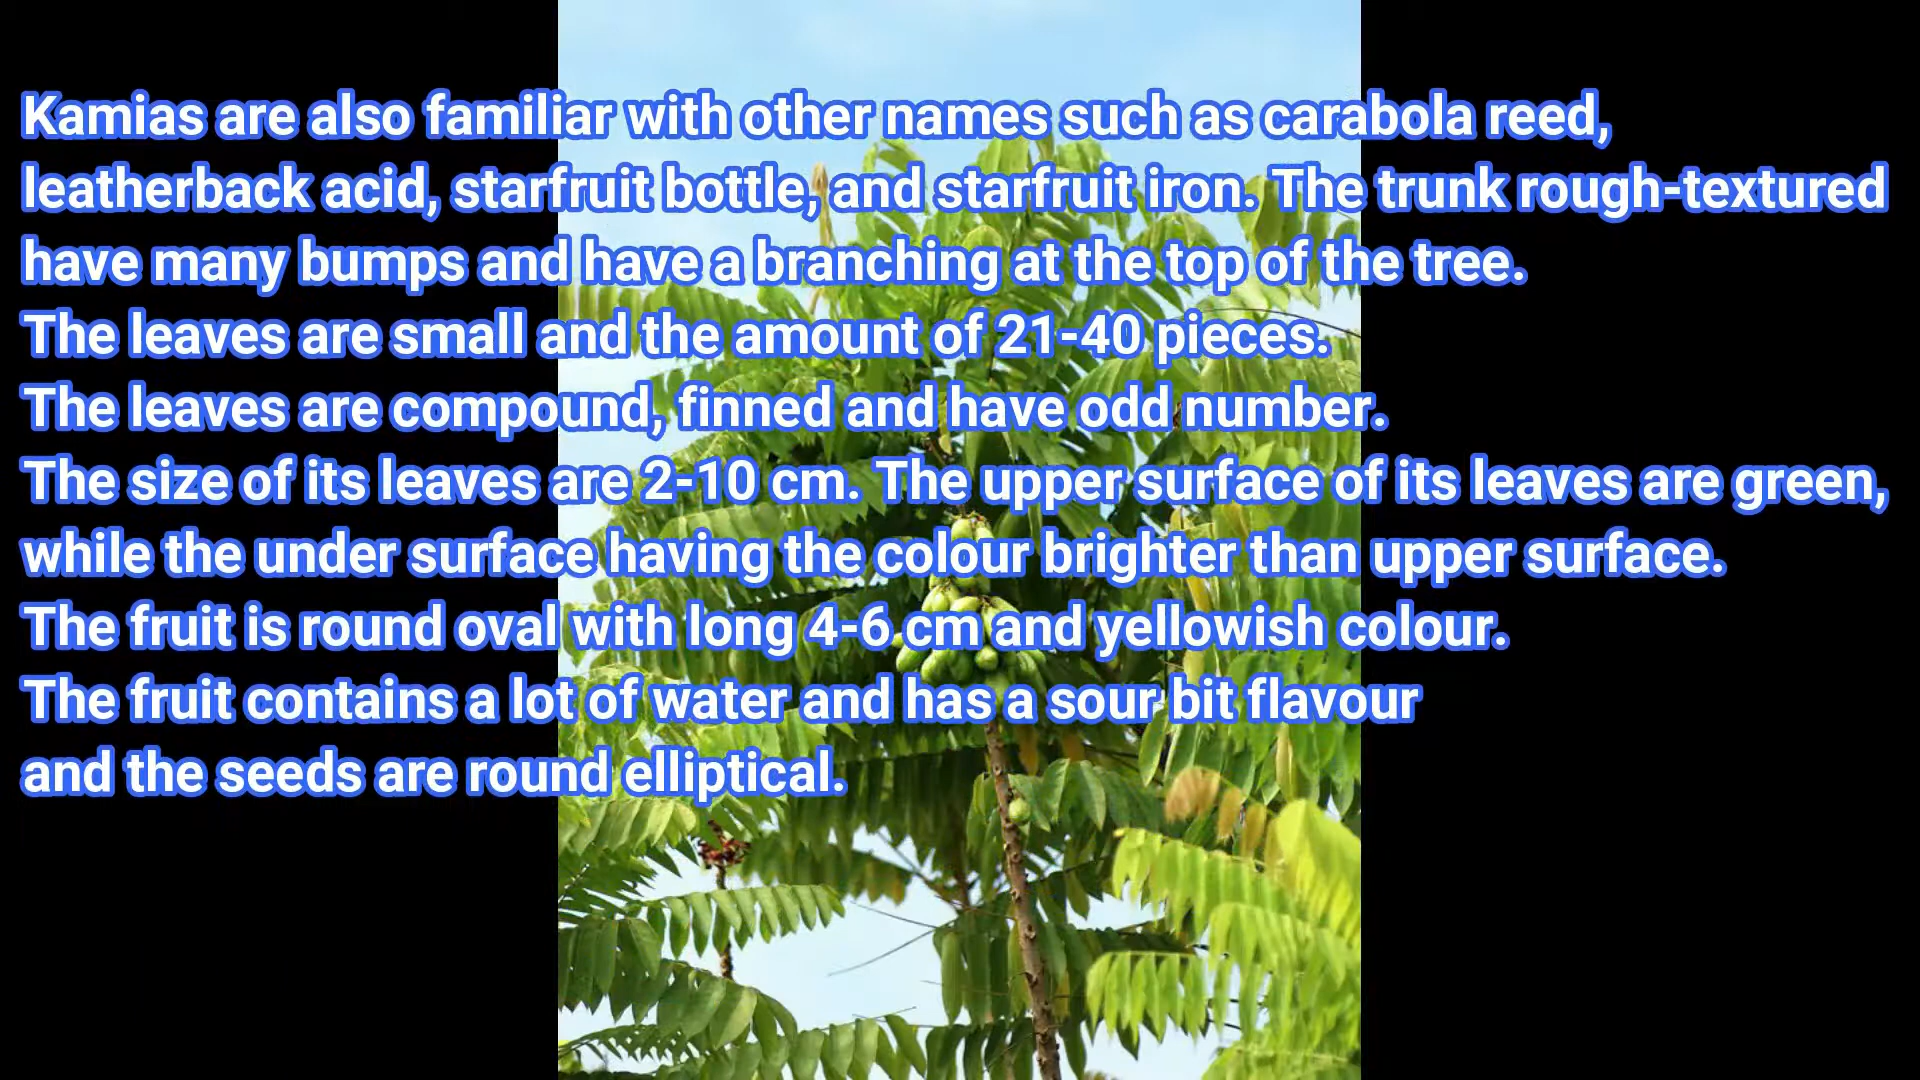 Kamias are also familiar with other names such as carabola reed,
leatherback acid, starfruit bottle, and starfruit iron. The trunk rough-textured
have many bumps and have a branching at the top of the tree.
The leaves are small and the amount of 21-40 pieces.
The leaves are compound, finned and have odd number.
The size of its leaves are 2-10 cm. The upper surface of its leaves are green,
while the under surface having the colour brighter than upper surface.
The fruit is round oval with long 4-6 cm and yellowish colour.
The fruit contains a lot of water and has a sour bit flavour
and the seeds are round elliptical.